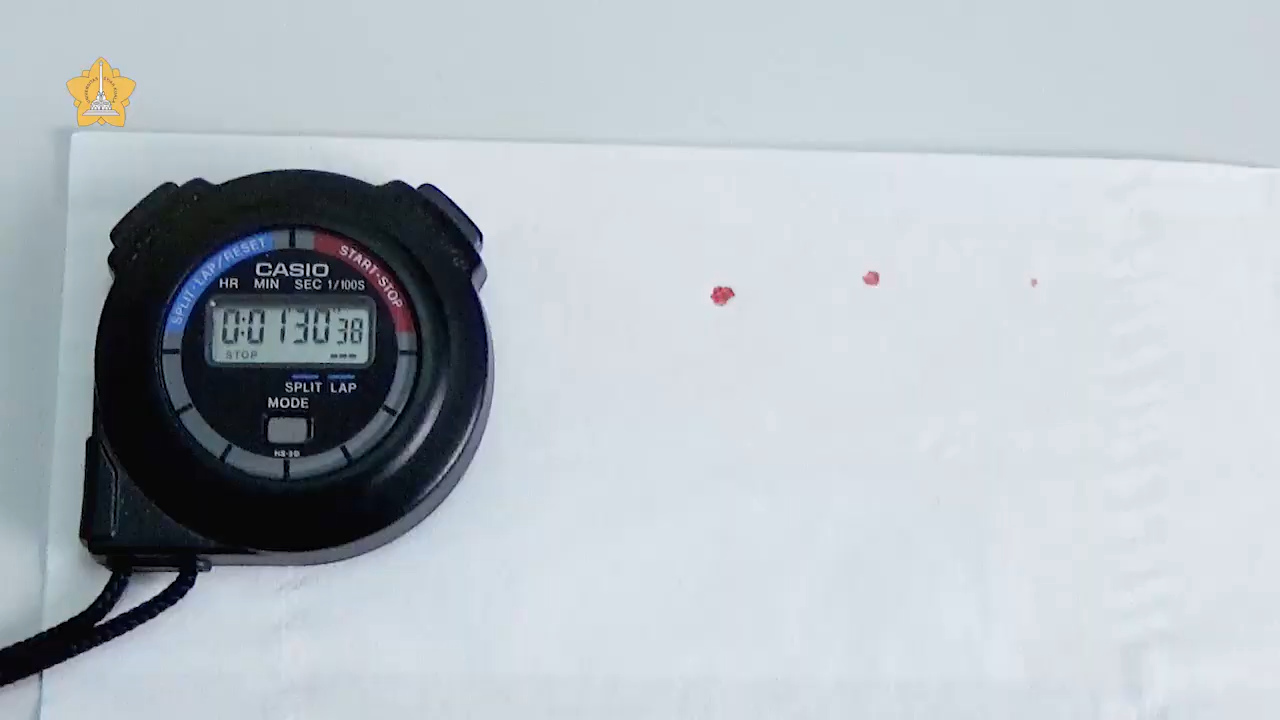 SPLIT·LAP/RESET
START·STOP
CASIO
HR MIN SEC 1/100S
0:01'30"38
STOP
SPLIT LAP
MODE